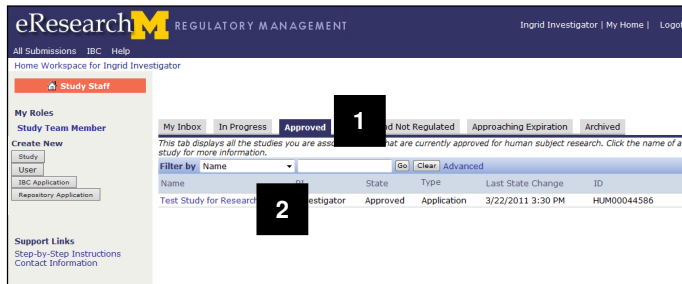 eResearch M REGULATORY MANAGEMENT
Ingrid Investigator | My Home |
All Submissions IBC Help
Home Workspace for Ingrid Investigator
Study Staff
My Roles
Study Team Member
Create New
Study
User
IBC Application
Repository Application
Support Links
Step-by-Step Instructions
Contact Information
My Inbox In Progress Approved 1 Not Regulated Approaching Expiration Archived
This tab displays all the studies you are that are currently approved for human subject research. Click the name of a
study for more information.
Filter by Name Go Clear Advanced
Name State Type Last State Change ID
Test Study for Research 2 Approved Application 3/22/2011 3:30 PM HUM00044586